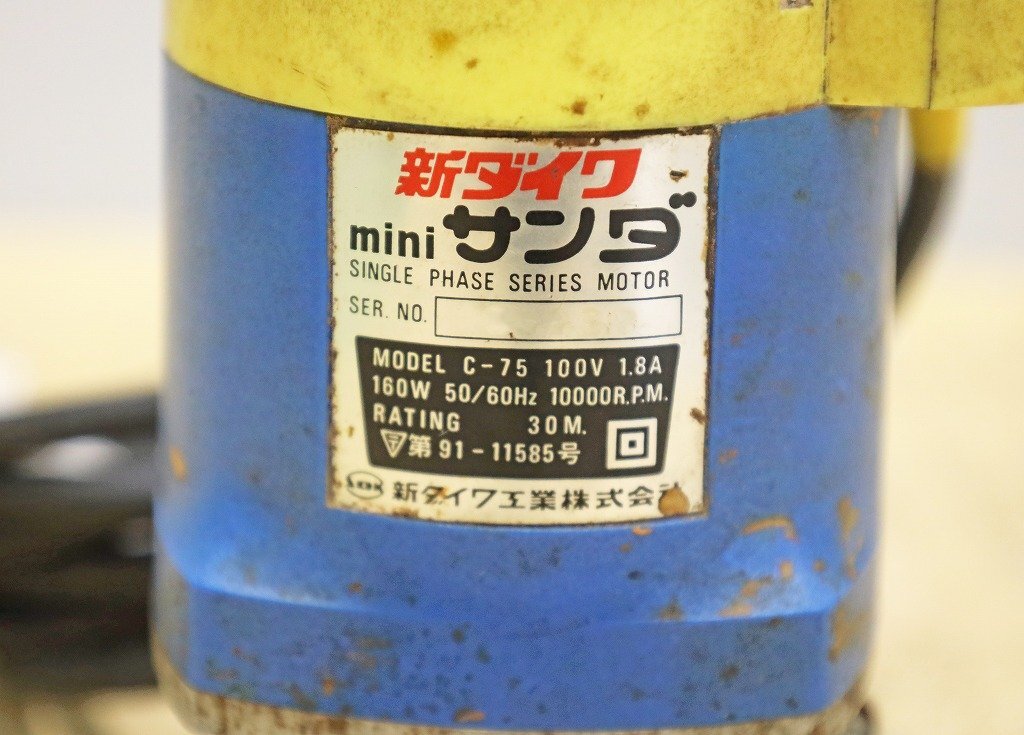 新ダイワ
mini サンダ
SINGLE PHASE SERIES MOTOR
SER. NO.
MODEL C-75 100V 1.8A
160W 50/60Hz 10000R.P.M.
RATING 30M.
第91-11585号
新ダイワ工業株式会